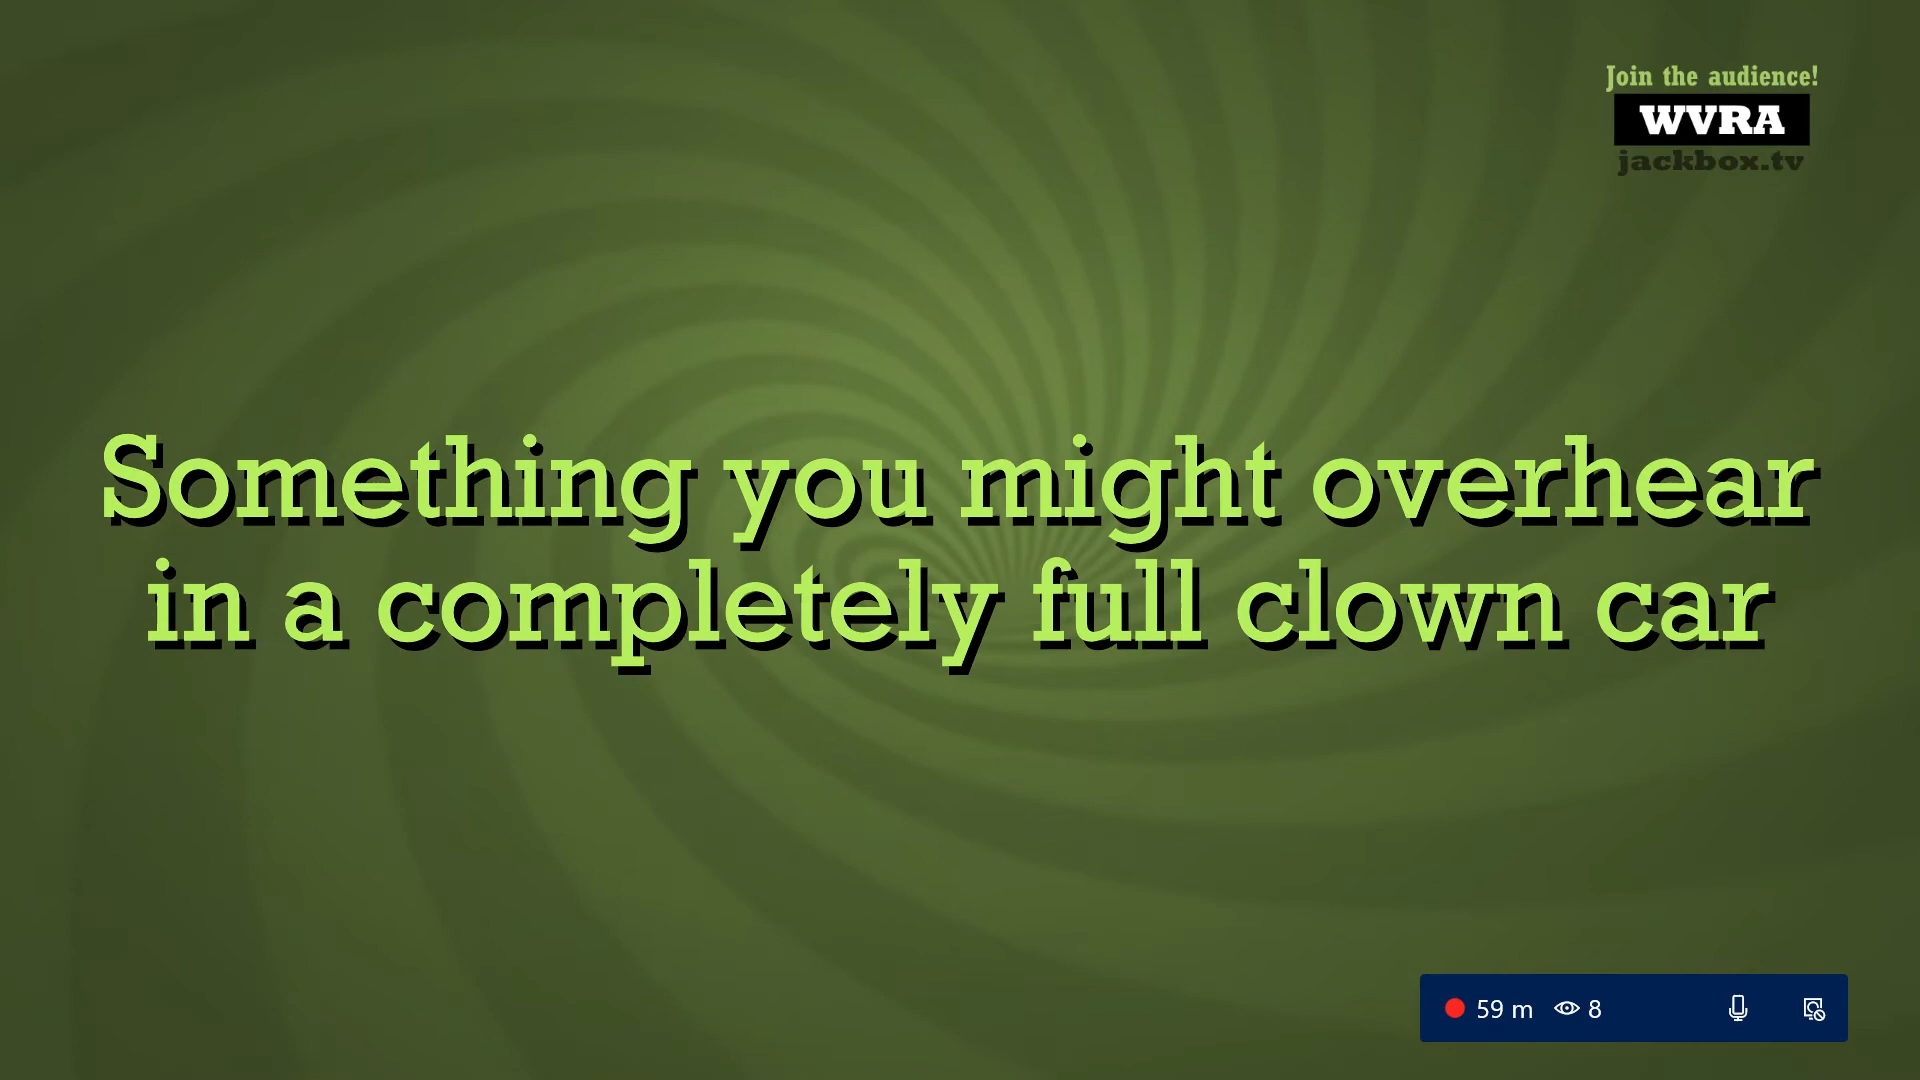 Join the audience!
WVRA
jackbox.tv
Something you might overhear
in a completely full clown car
59 m 8